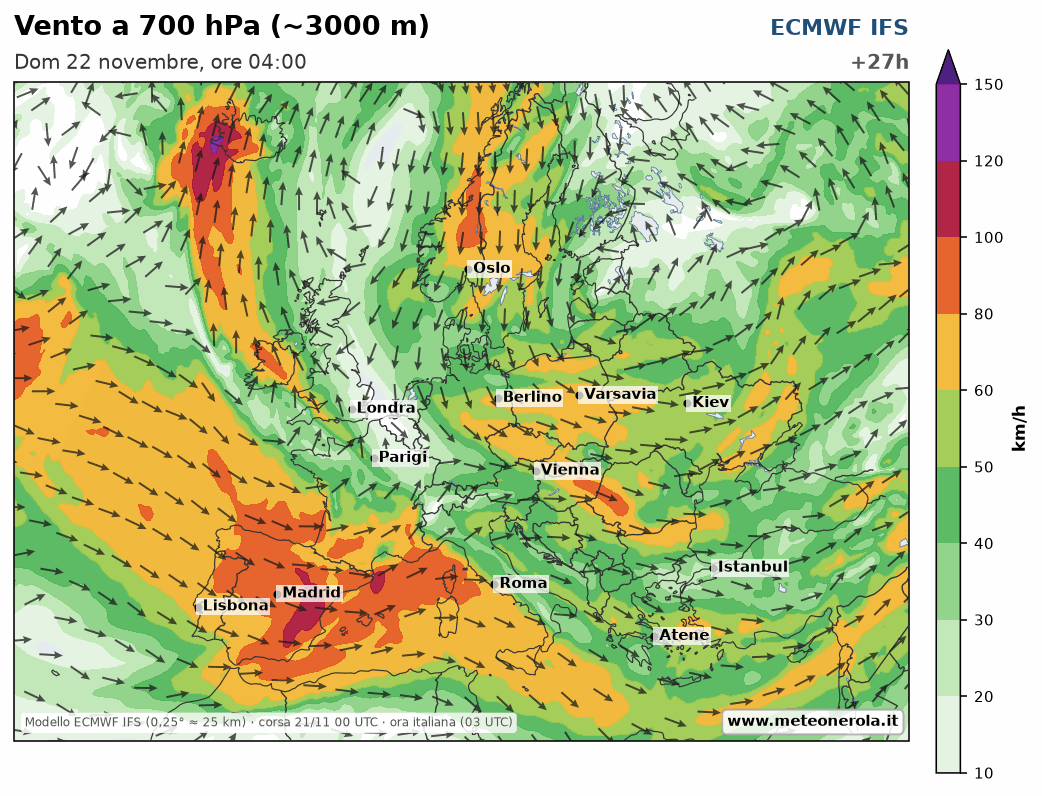 Vento a 700 hPa (~3000 m)
ECMWF IFS
Dom 22 novembre, ore 04:00
+27h
150
120
100
80
60
50
40
30
20
10
km/h
Oslo
Londra
Berlino
Varsavia
Kiev
Parigi
Vienna
Istanbul
Roma
Madrid
Lisbona
Atene
Modello ECMWF IFS (0,25° ≈ 25 km) · corsa 21/11 00 UTC · ora italiana (03 UTC)
www.meteonerola.it